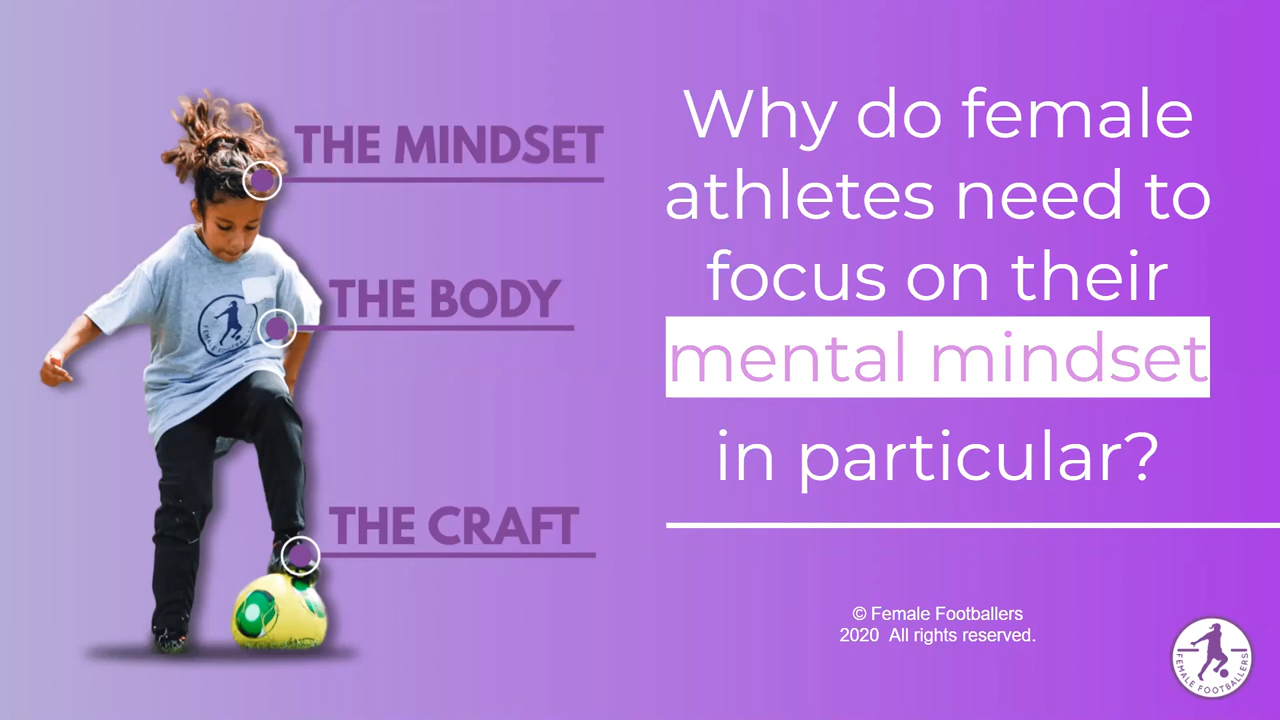 THE MINDSET
THE BODY
THE CRAFT
Why do female
athletes need to
focus on their
mental mindset
in particular?
© Female Footballers
2020 All rights reserved.
FEMALE FOOTBALLERS